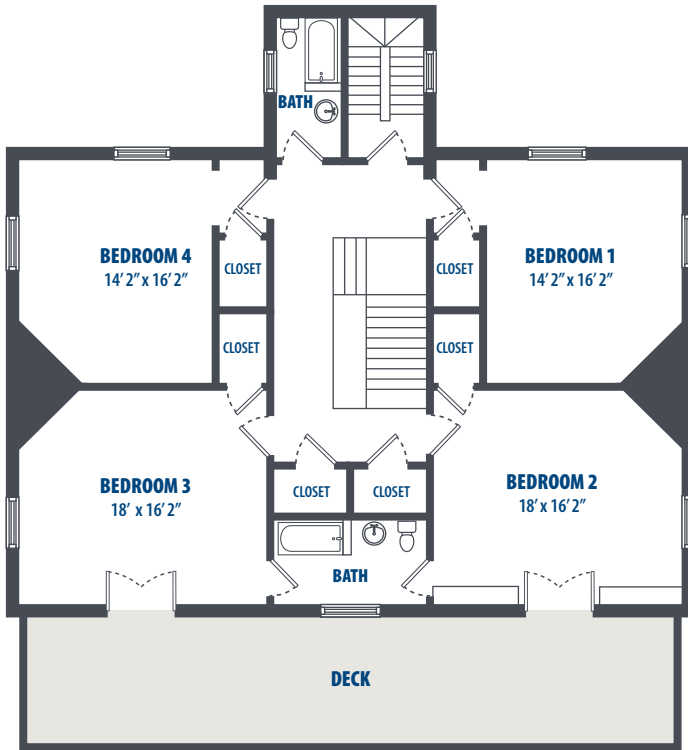 BATH
BEDROOM 4
14' 2" x 16' 2"
CLOSET
CLOSET
BEDROOM 1
14' 2" x 16' 2"
CLOSET
CLOSET
BEDROOM 3
18' x 16' 2"
CLOSET
CLOSET
BEDROOM 2
18' x 16' 2"
BATH
DECK